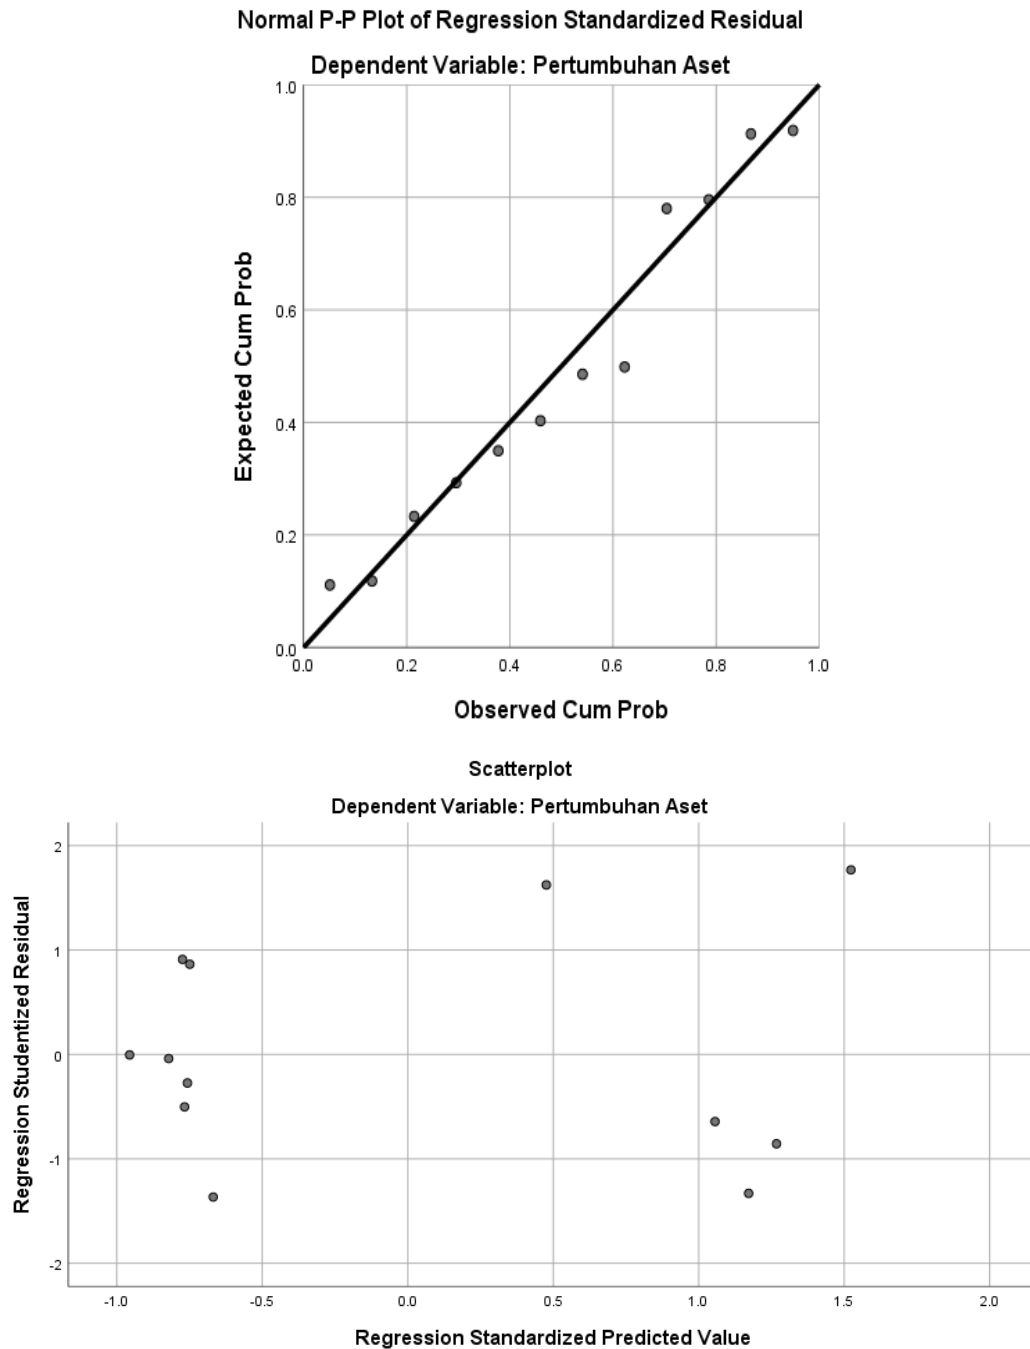 Normal P-P Plot of Regression Standardized Residual
Dependent Variable: Pertumbuhan Aset
1.0
0.8
0.6
0.4
0.2
0.0
Expected Cum Prob
0.0 0.2 0.4 0.6 0.8 1.0
Observed Cum Prob
Scatterplot
Dependent Variable: Pertumbuhan Aset
2
1
0
-1
-2
Regression Studentized Residual
-1.0 -0.5 0.0 0.5 1.0 1.5 2.0
Regression Standardized Predicted Value